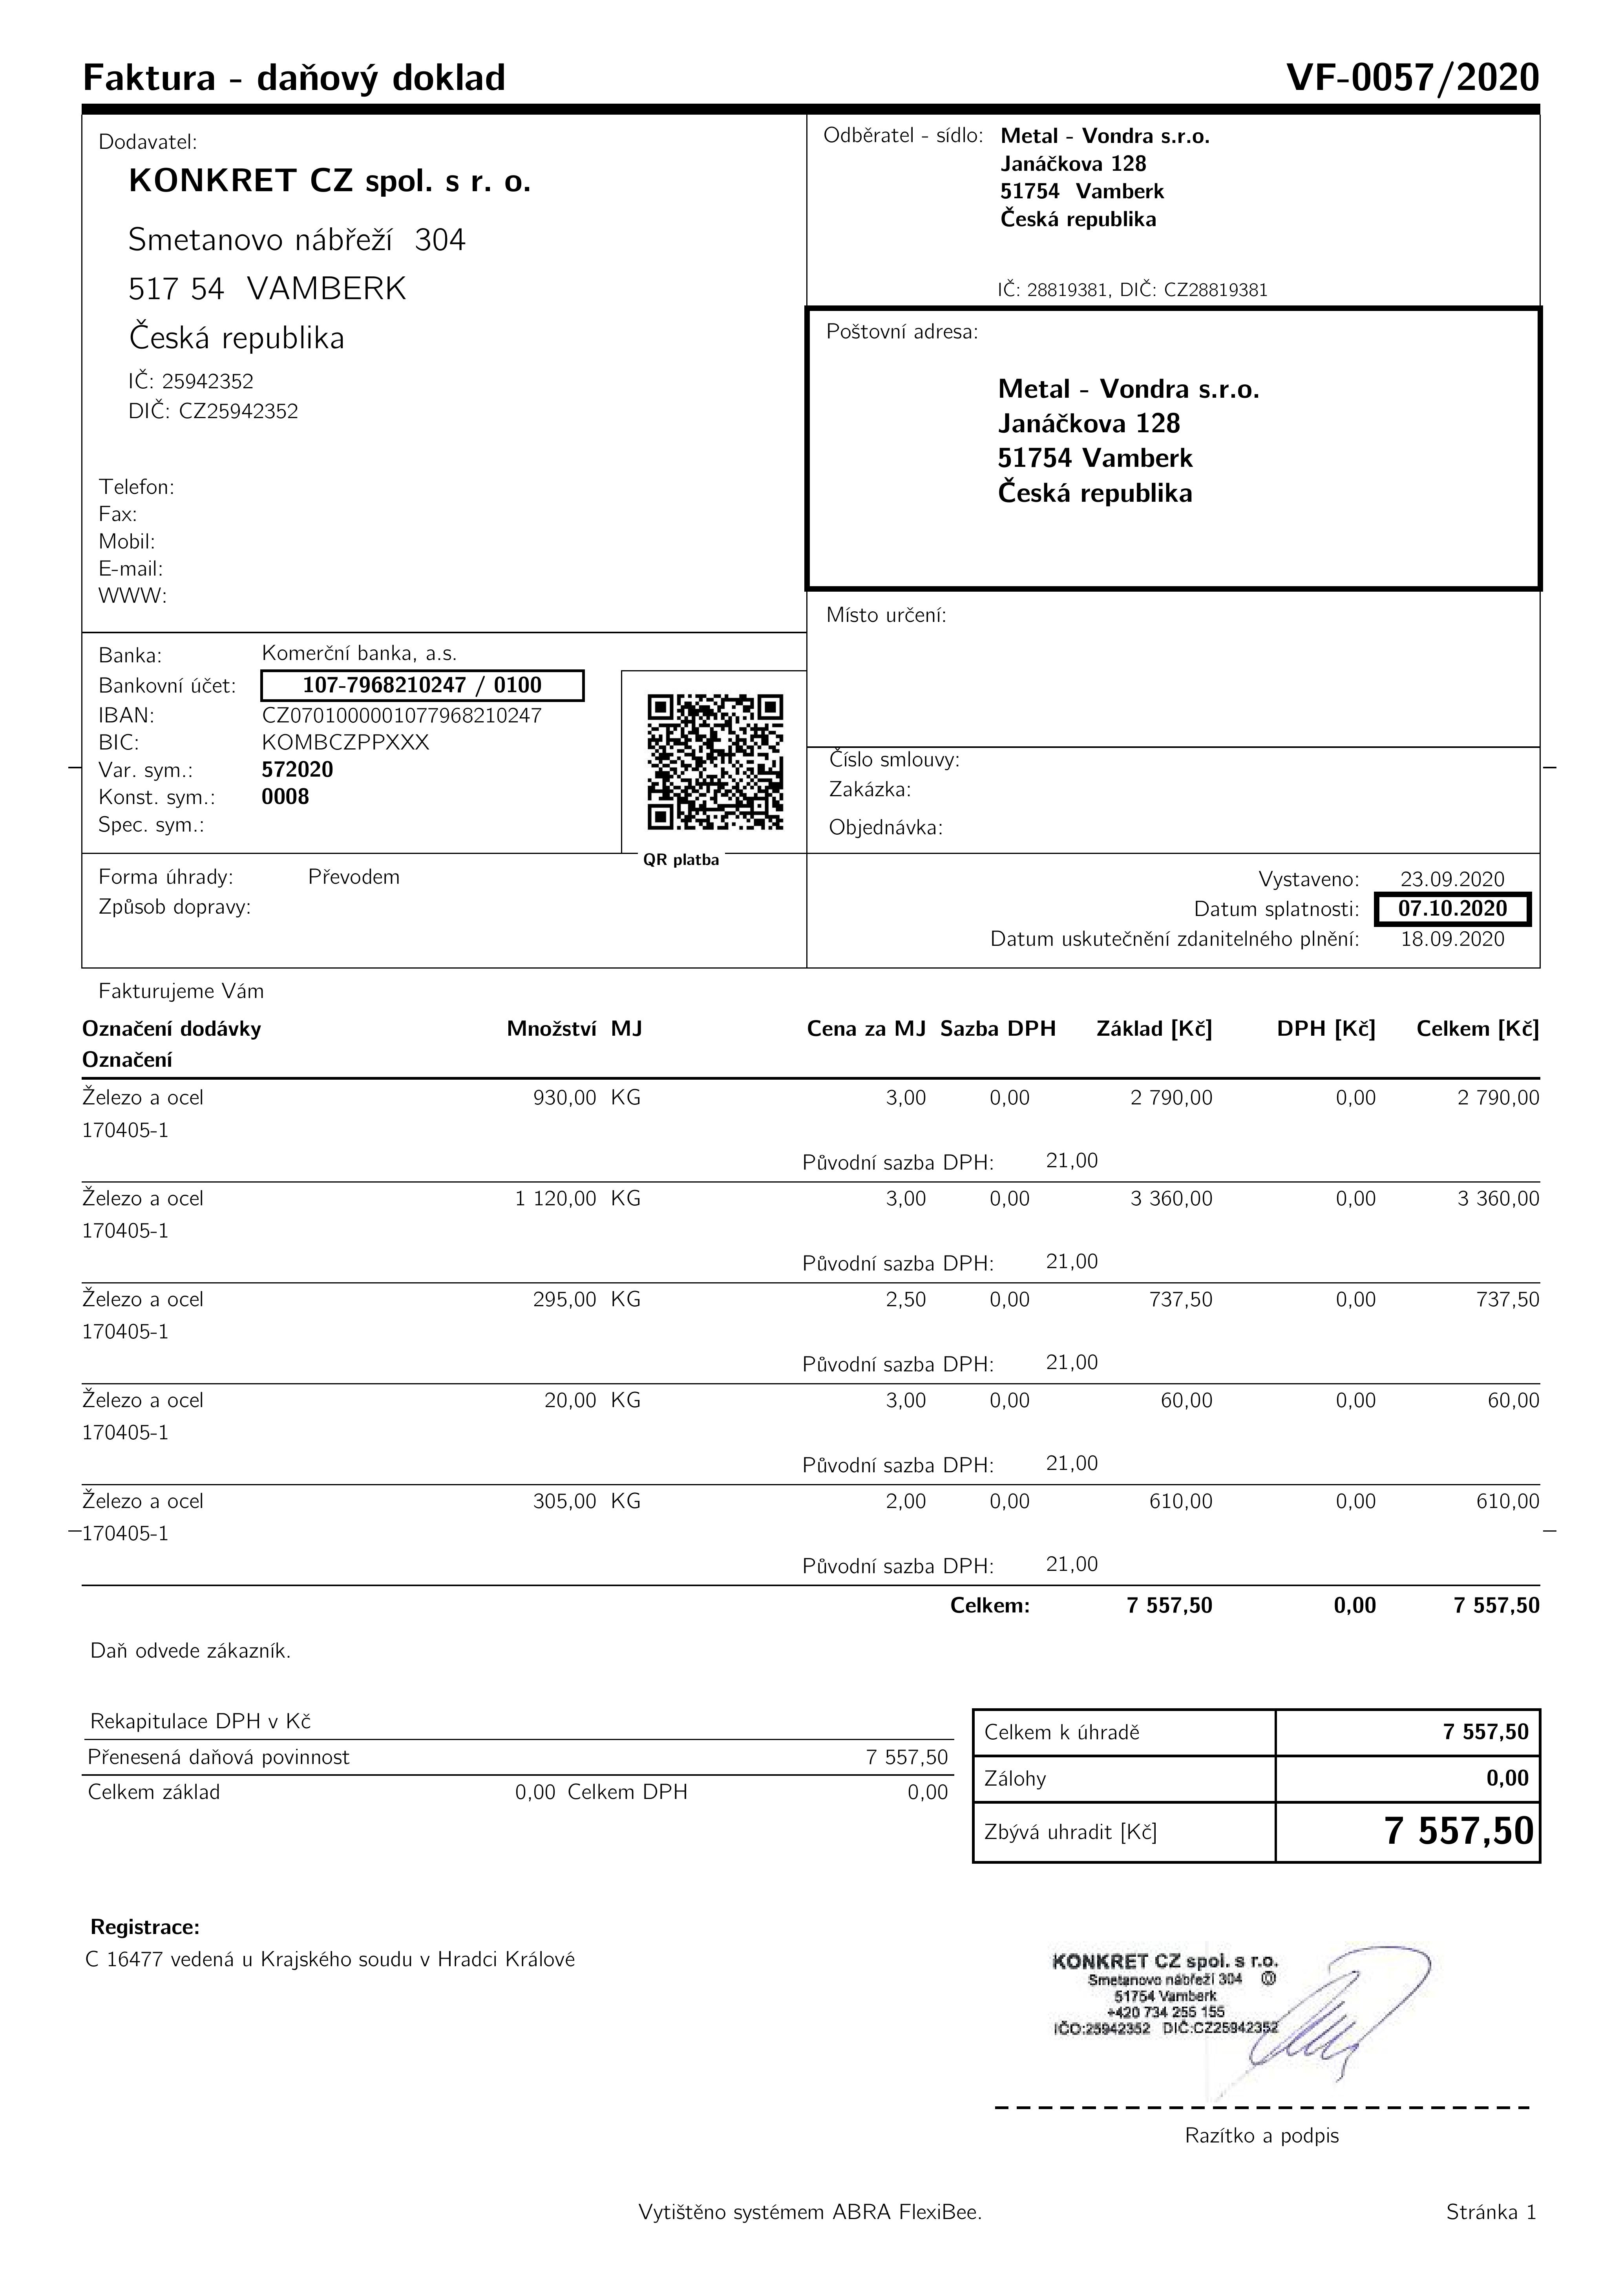 Faktura - daňový doklad VF-0057/2020
Dodavatel:
KONKRET CZ spol. s r. o.
Smetanovo nábřeží 304
517 54 VAMBERK
Česká republika
IČ: 25942352
DIČ: CZ25942352
Telefon:
Fax:
Mobil:
E-mail:
WWW:
Odběratel - sídlo: Metal - Vondra s.r.o.
Janáčkova 128
51754 Vamberk
Česká republika
IČ: 28819381, DIČ: CZ28819381
Poštovní adresa:
Metal - Vondra s.r.o.
Janáčkova 128
51754 Vamberk
Česká republika
Místo určení:
Banka: Komerční banka, a.s.
Bankovní účet: 107-7968210247 / 0100
IBAN: CZ0701000001077968210247
BIC: KOMBCZPPXXX
Var. sym.: 572020
Konst. sym.: 0008
Spec. sym.:
QR platba
Číslo smlouvy:
Zakázka:
Objednávka:
Forma úhrady: Převodem
Způsob dopravy:
Vystaveno: 23.09.2020
Datum splatnosti: 07.10.2020
Datum uskutečnění zdanitelného plnění: 18.09.2020
Fakturujeme Vám
Označení dodávky Množství MJ Cena za MJ Sazba DPH Základ [Kč] DPH [Kč] Celkem [Kč]
Označení
Železo a ocel 930,00 KG 3,00 0,00 2 790,00 0,00 2 790,00
170405-1
Původní sazba DPH: 21,00
Železo a ocel 1 120,00 KG 3,00 0,00 3 360,00 0,00 3 360,00
170405-1
Původní sazba DPH: 21,00
Železo a ocel 295,00 KG 2,50 0,00 737,50 0,00 737,50
170405-1
Původní sazba DPH: 21,00
Železo a ocel 20,00 KG 3,00 0,00 60,00 0,00 60,00
170405-1
Původní sazba DPH: 21,00
Železo a ocel 305,00 KG 2,00 0,00 610,00 0,00 610,00
170405-1
Původní sazba DPH: 21,00
Celkem: 7 557,50 0,00 7 557,50
Daň odvede zákazník.
Rekapitulace DPH v Kč
Přenesená daňová povinnost 7 557,50
Celkem základ 0,00 Celkem DPH 0,00
Celkem k úhradě 7 557,50
Zálohy 0,00
Zbývá uhradit [Kč] 7 557,50
Registrace:
C 16477 vedená u Krajského soudu v Hradci Králové
KONKRET CZ spol. s r.o.
Smetanovo nábřeží 304
51754 Vamberk
+420 734 255 155
IČO:25942352 DIČ:CZ25942352
Razítko a podpis
Vytištěno systémem ABRA FlexiBee. Stránka 1